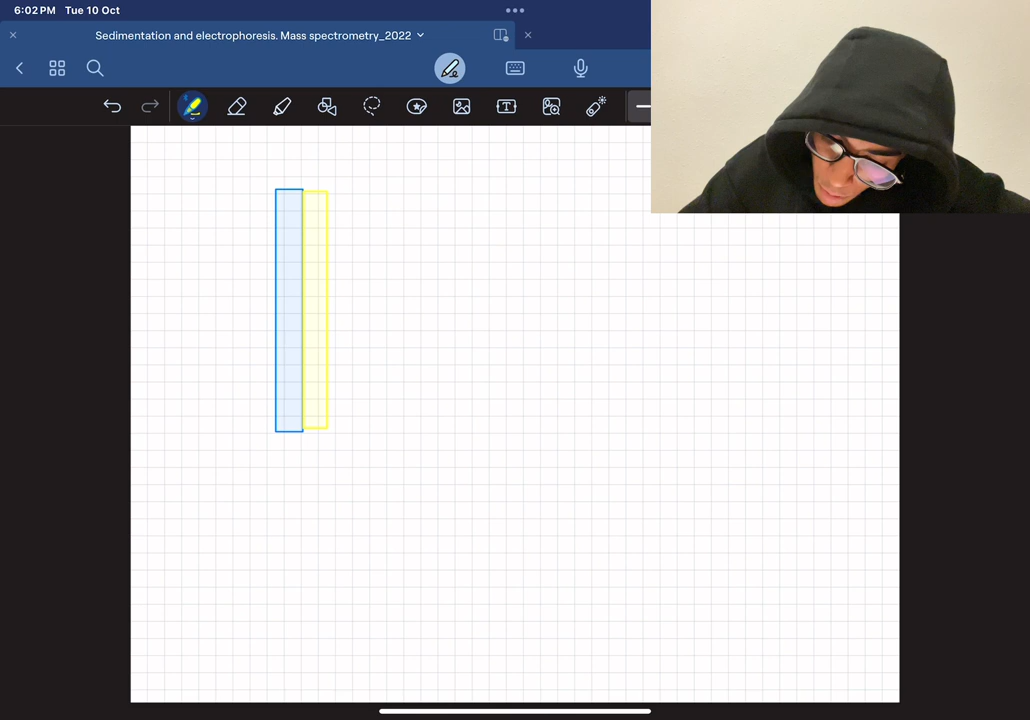 6:02 PM Tue 10 Oct
Sedimentation and electrophoresis. Mass spectrometry_2022
T